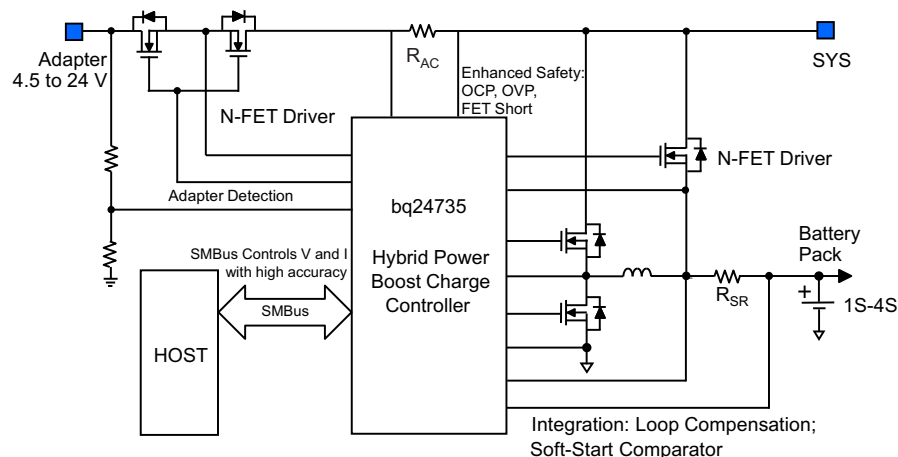 Adapter
4.5 to 24 V
R_AC
SYS
Enhanced Safety:
OCP, OVP,
FET Short
N-FET Driver
N-FET Driver
Adapter Detection
bq24735
Hybrid Power
Boost Charge
Controller
SMBus Controls V and I
with high accuracy
SMBus
HOST
Battery
Pack
R_SR
+
1S-4S
Integration: Loop Compensation;
Soft-Start Comparator